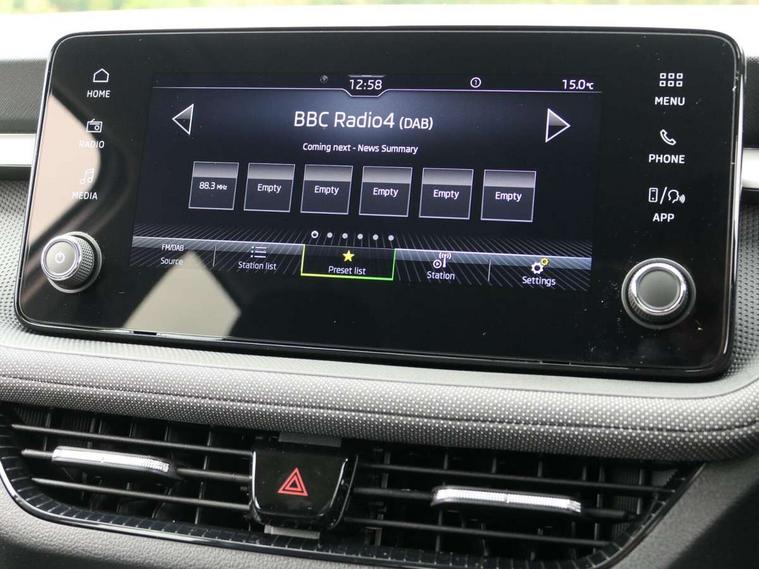 HOME
RADIO
MEDIA
12:58
15.0℃
BBC Radio4 (DAB)
Coming next - News Summary
88.3 MHz
Empty
Empty
Empty
Empty
Empty
FM/DAB
Source
Station list
Preset list
Station
Settings
MENU
PHONE
APP